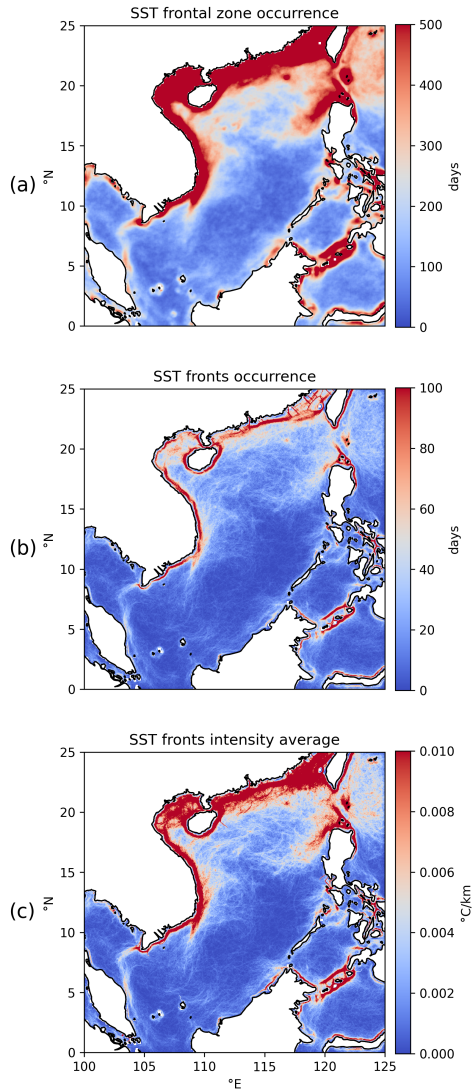 SST frontal zone occurrence
25
20
15
10
5
0
°N
(a)
500
400
300
200
100
0
days
SST fronts occurrence
25
20
15
10
5
0
°N
(b)
100
80
60
40
20
0
days
SST fronts intensity average
25
20
15
10
5
0
°N
(c)
100 105 110 115 120 125
°E
0.010
0.008
0.006
0.004
0.002
0.000
°C/km